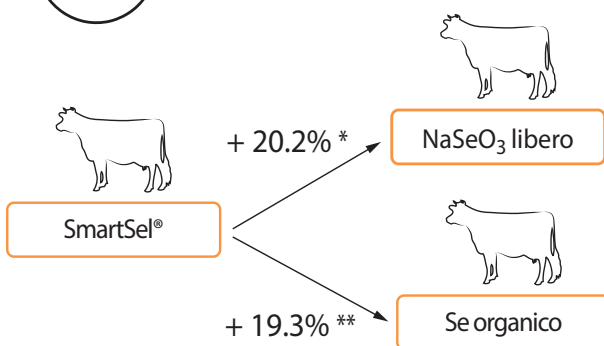 + 20.2% *
NaSeO₃ libero
SmartSel®
+ 19.3% **
Se organico